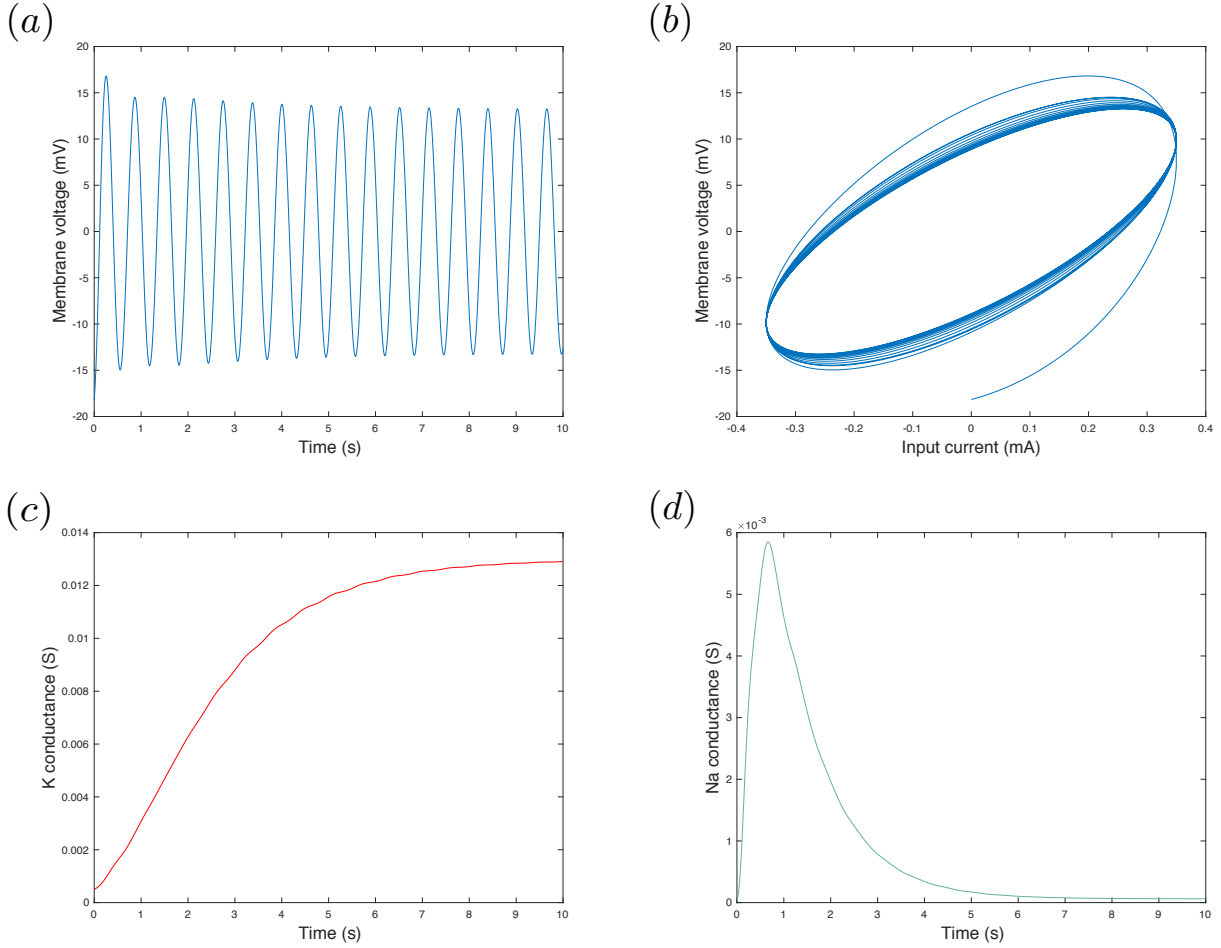 (a)
Membrane voltage (mV)
20
15
10
5
0
-5
-10
-15
-20
0 1 2 3 4 5 6 7 8 9 10
Time (s)
(b)
Membrane voltage (mV)
20
15
10
5
0
-5
-10
-15
-20
-0.4 -0.3 -0.2 -0.1 0 0.1 0.2 0.3 0.4
Input current (mA)
(c)
K conductance (S)
0.014
0.012
0.01
0.008
0.006
0.004
0.002
0
0 1 2 3 4 5 6 7 8 9 10
Time (s)
(d)
×10⁻³
Na conductance (S)
6
5
4
3
2
1
0
0 1 2 3 4 5 6 7 8 9 10
Time (s)